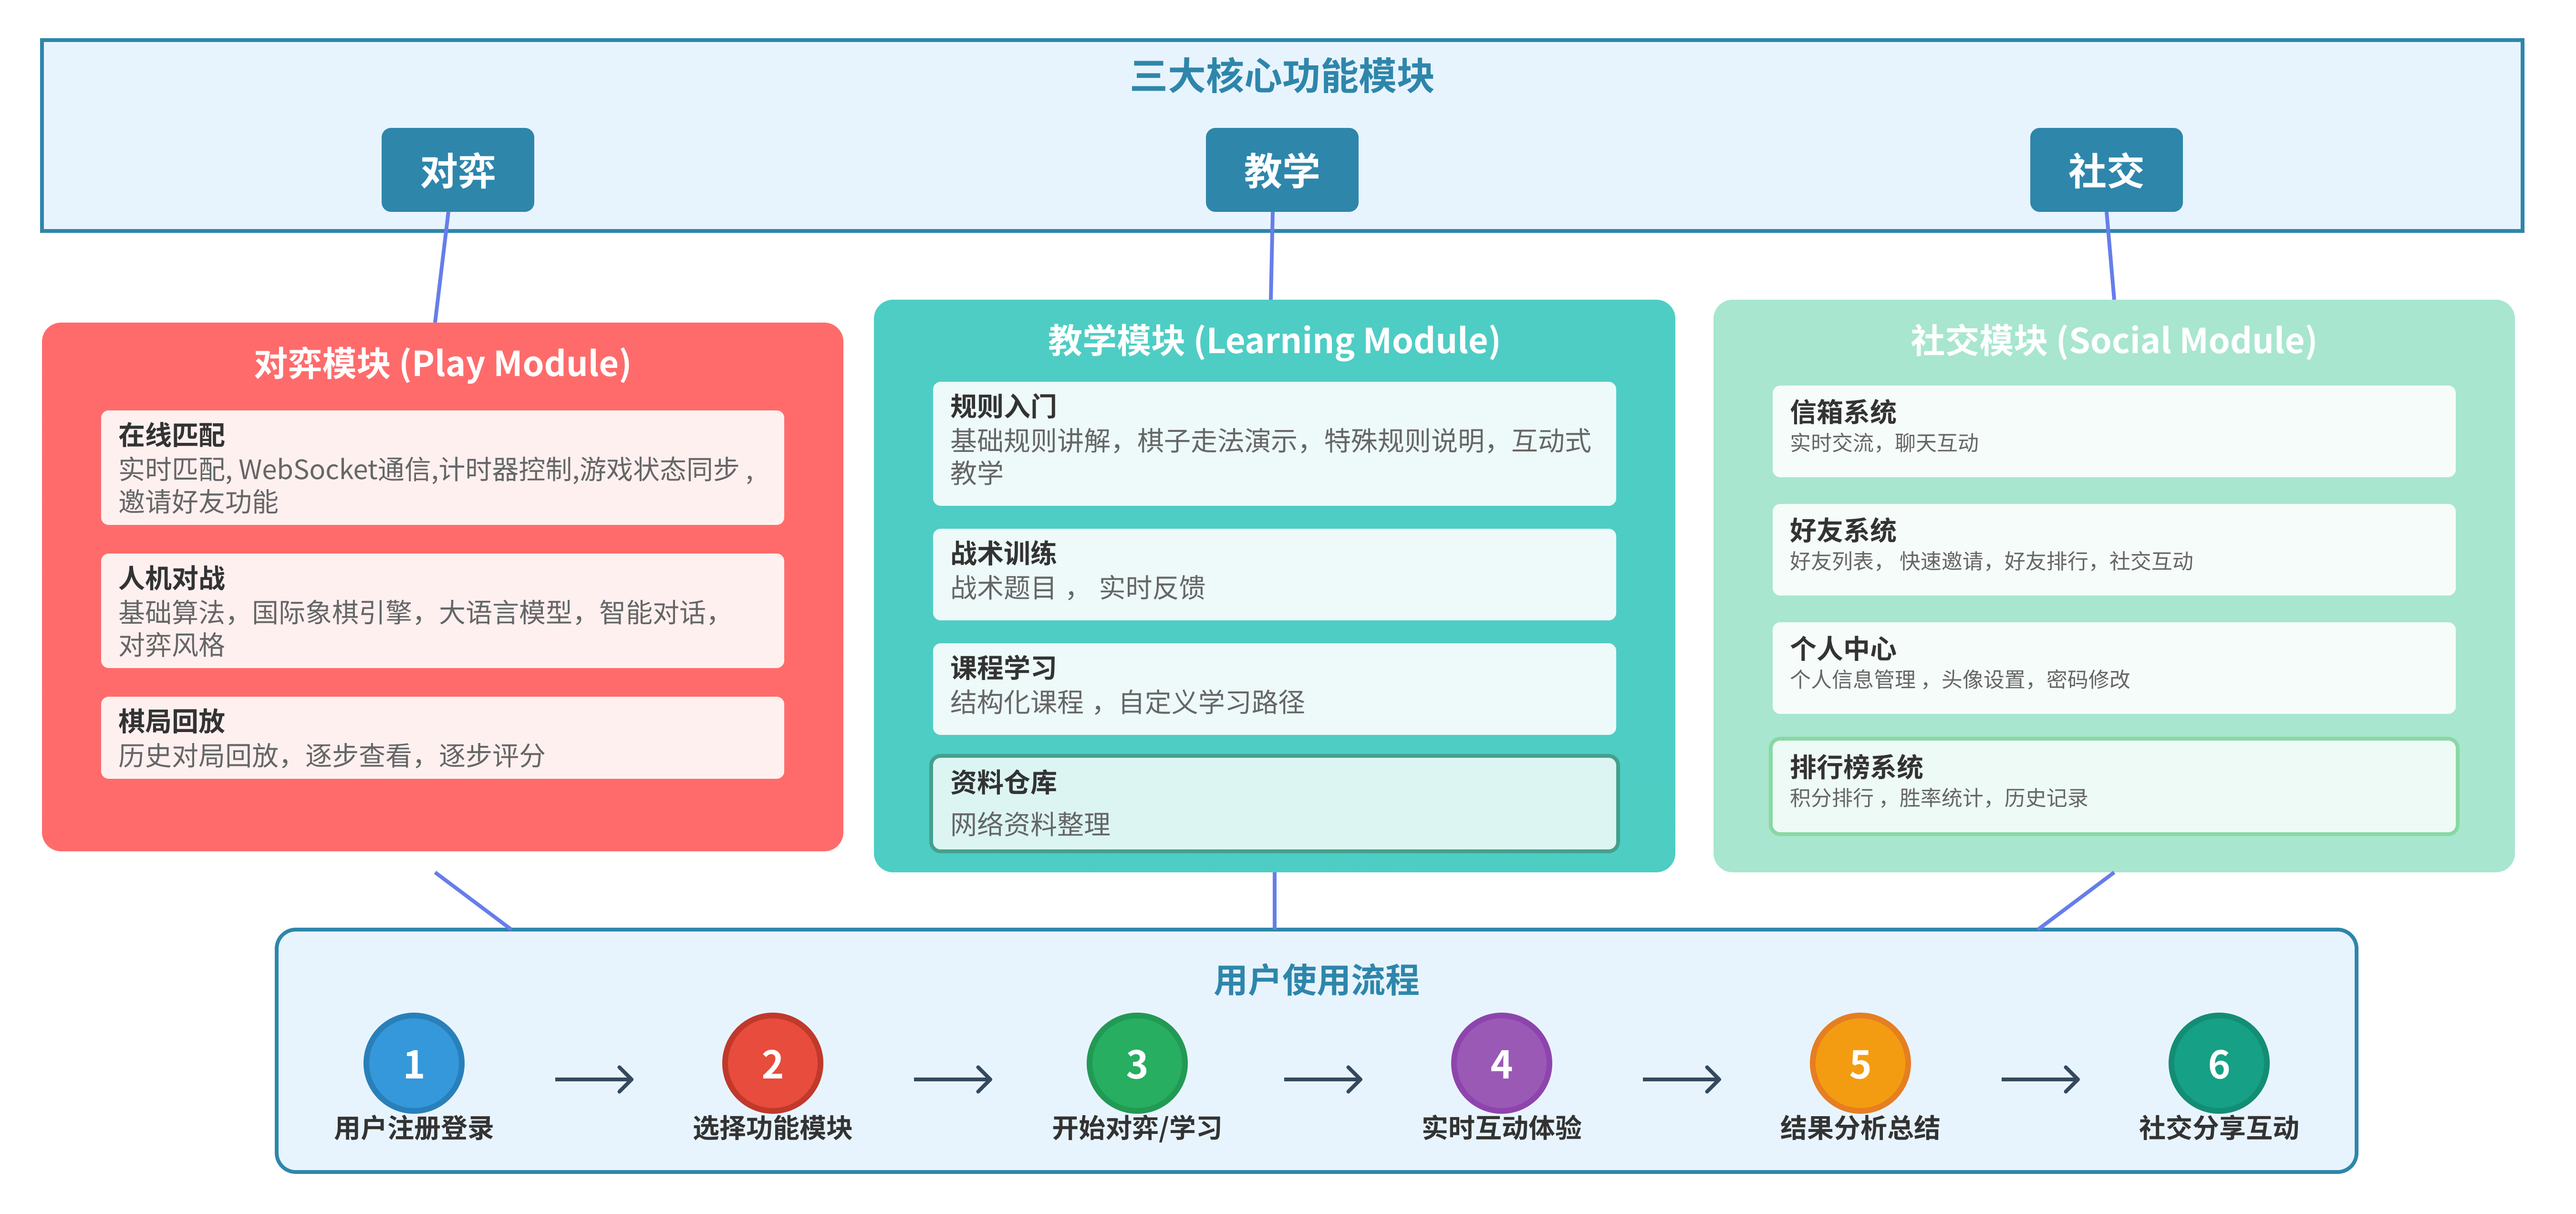 三大核心功能模块
对弈
教学
社交
对弈模块 (Play Module)
在线匹配
实时匹配, WebSocket通信,计时器控制,游戏状态同步 ,
邀请好友功能
人机对战
基础算法，国际象棋引擎，大语言模型，智能对话，
对弈风格
棋局回放
历史对局回放，逐步查看，逐步评分
教学模块 (Learning Module)
规则入门
基础规则讲解，棋子走法演示，特殊规则说明，互动式
教学
战术训练
战术题目 ， 实时反馈
课程学习
结构化课程 ，自定义学习路径
资料仓库
网络资料整理
社交模块 (Social Module)
信箱系统
实时交流，聊天互动
好友系统
好友列表， 快速邀请，好友排行，社交互动
个人中心
个人信息管理 ，头像设置，密码修改
排行榜系统
积分排行 ，胜率统计，历史记录
用户使用流程
1
用户注册登录
2
选择功能模块
3
开始对弈/学习
4
实时互动体验
5
结果分析总结
6
社交分享互动